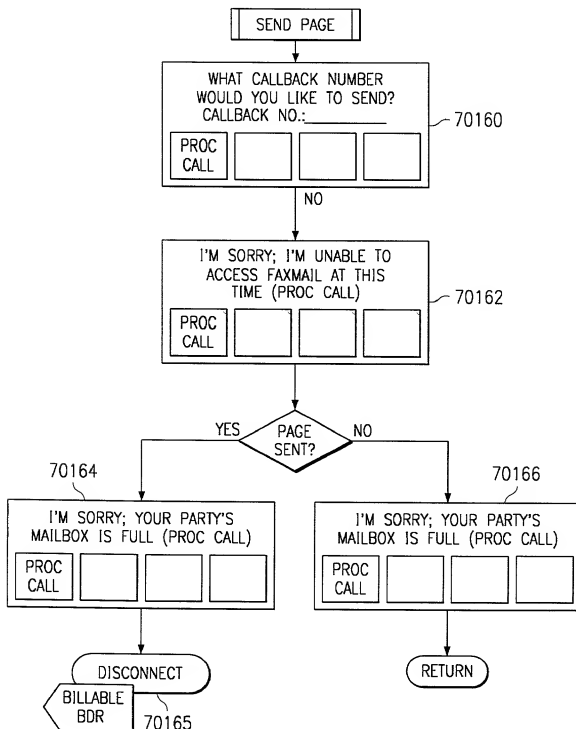 SEND PAGE
WHAT CALLBACK NUMBER
WOULD YOU LIKE TO SEND?
CALLBACK NO.:
PROC
CALL
70160
NO
I'M SORRY; I'M UNABLE TO
ACCESS FAXMAIL AT THIS
TIME (PROC CALL)
PROC
CALL
70162
YES
PAGE
SENT?
NO
70164
I'M SORRY; YOUR PARTY'S
MAILBOX IS FULL (PROC CALL)
PROC
CALL
70166
I'M SORRY; YOUR PARTY'S
MAILBOX IS FULL (PROC CALL)
PROC
CALL
DISCONNECT
BILLABLE
BDR
70165
RETURN